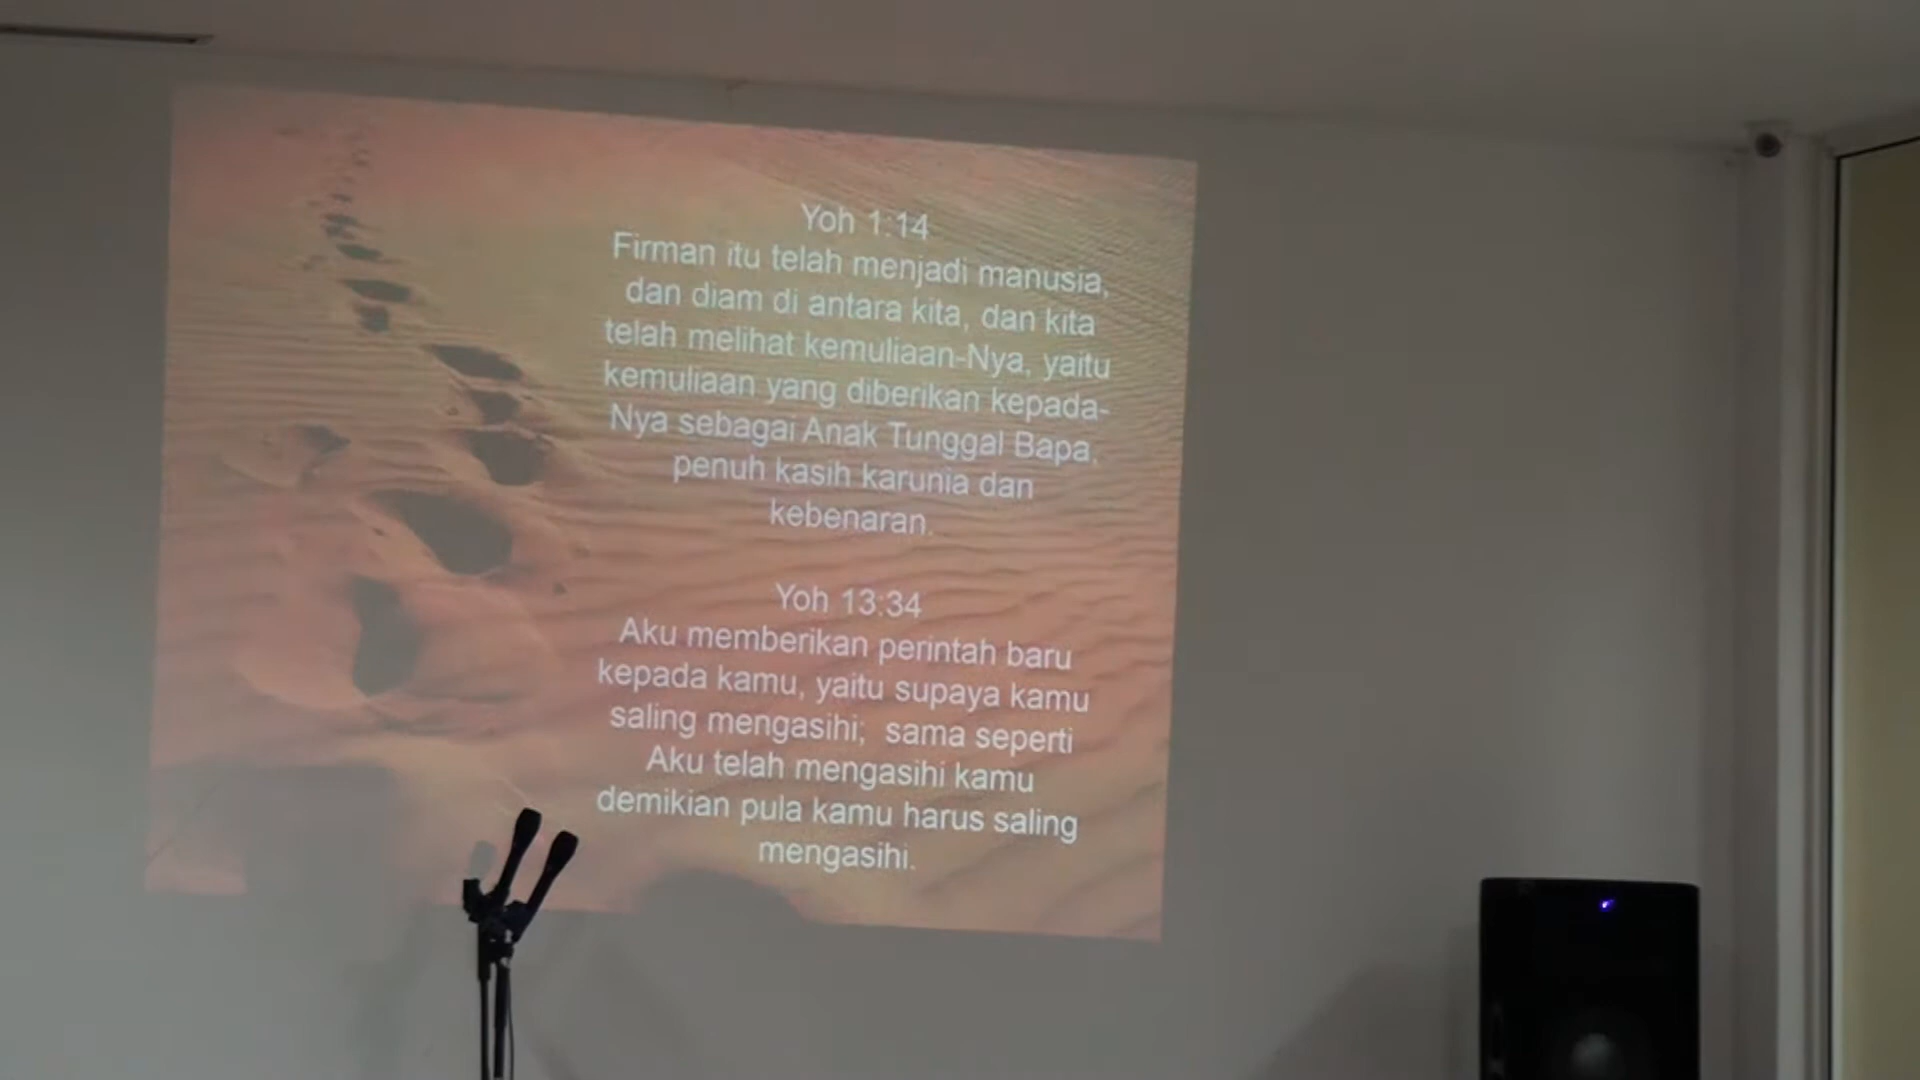 Yoh 1:14
Firman itu telah menjadi manusia,
dan diam di antara kita, dan kita
telah melihat kemuliaan-Nya, yaitu
kemuliaan yang diberikan kepada-
Nya sebagai Anak Tunggal Bapa,
penuh kasih karunia dan
kebenaran.
Yoh 13:34
Aku memberikan perintah baru
kepada kamu, yaitu supaya kamu
saling mengasihi;  sama seperti
Aku telah mengasihi kamu
demikian pula kamu harus saling
mengasihi.